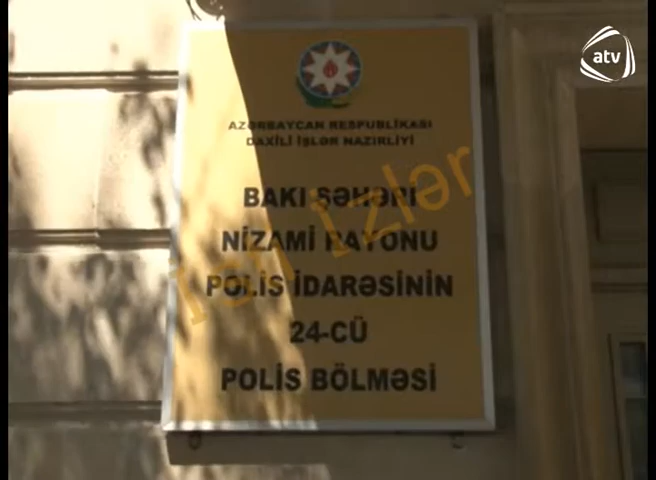 atv
AZƏRBAYCAN RESPUBLİKASI
DAXİLİ İŞLƏR NAZİRLİYİ
BAKI ŞƏHƏRİ
NİZAMİ RAYONU
POLİS İDARƏSİNİN
24-CÜ
POLİS BÖLMƏSİ
İzlər